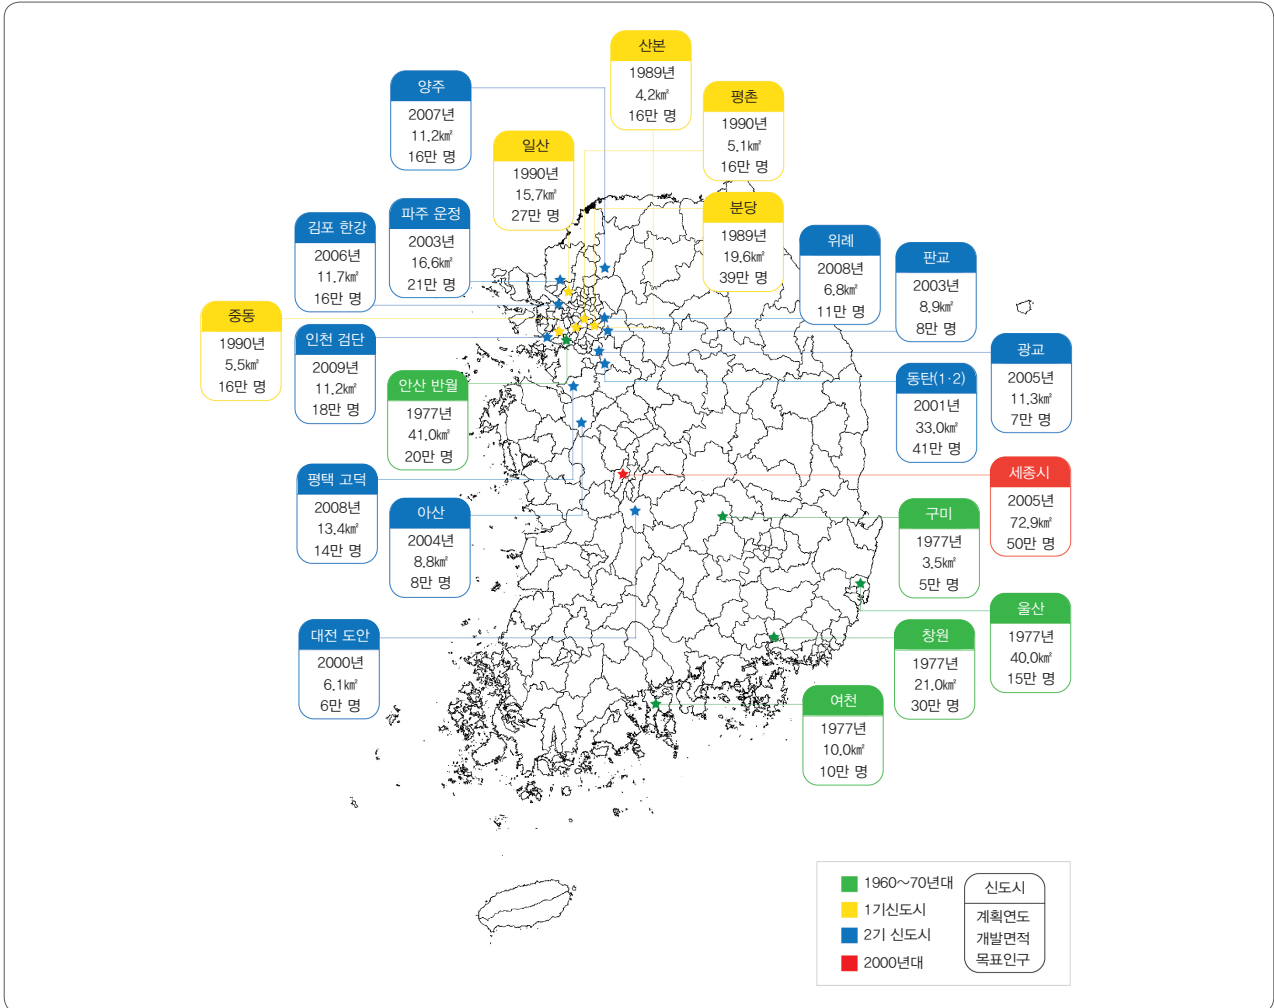 산본
1989년
4.2㎢
16만 명
양주
2007년
11.2㎢
16만 명
평촌
1990년
5.1㎢
16만 명
일산
1990년
15.7㎢
27만 명
분당
1989년
19.6㎢
39만 명
파주 운정
2003년
16.6㎢
21만 명
김포 한강
2006년
11.7㎢
16만 명
위례
2008년
6.8㎢
11만 명
판교
2003년
8.9㎢
8만 명
중동
1990년
5.5㎢
16만 명
인천 검단
2009년
11.2㎢
18만 명
광교
2005년
11.3㎢
7만 명
안산 반월
1977년
41.0㎢
20만 명
동탄(1·2)
2001년
33.0㎢
41만 명
평택 고덕
2008년
13.4㎢
14만 명
세종시
2005년
72.9㎢
50만 명
아산
2004년
8.8㎢
8만 명
구미
1977년
3.5㎢
5만 명
울산
1977년
40.0㎢
15만 명
대전 도안
2000년
6.1㎢
6만 명
창원
1977년
21.0㎢
30만 명
여천
1977년
10.0㎢
10만 명
1960～70년대
1기신도시
2기 신도시
2000년대
신도시
계획연도
개발면적
목표인구